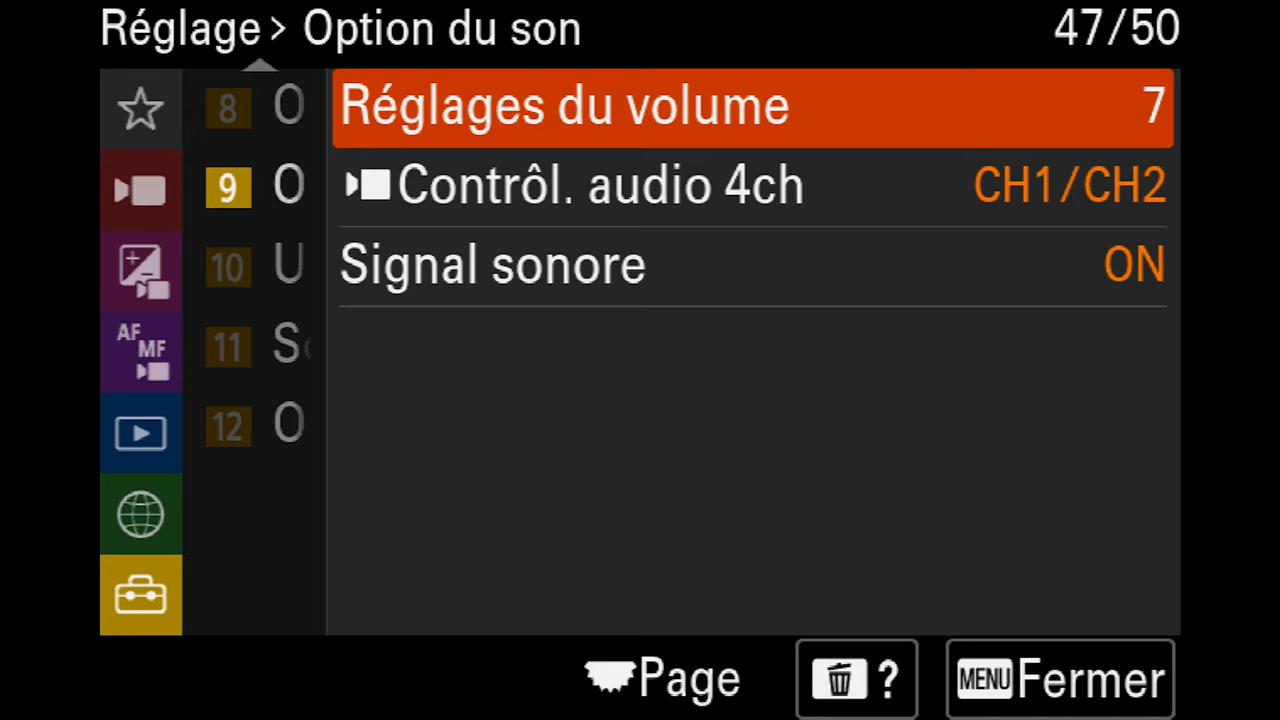 Réglage> Option du son 47/50
8 O
9 O
10 U
11 S
12 O
Réglages du volume 7
Contrôl. audio 4ch CH1/CH2
Signal sonore ON
AF
MF
Page ? MENU Fermer